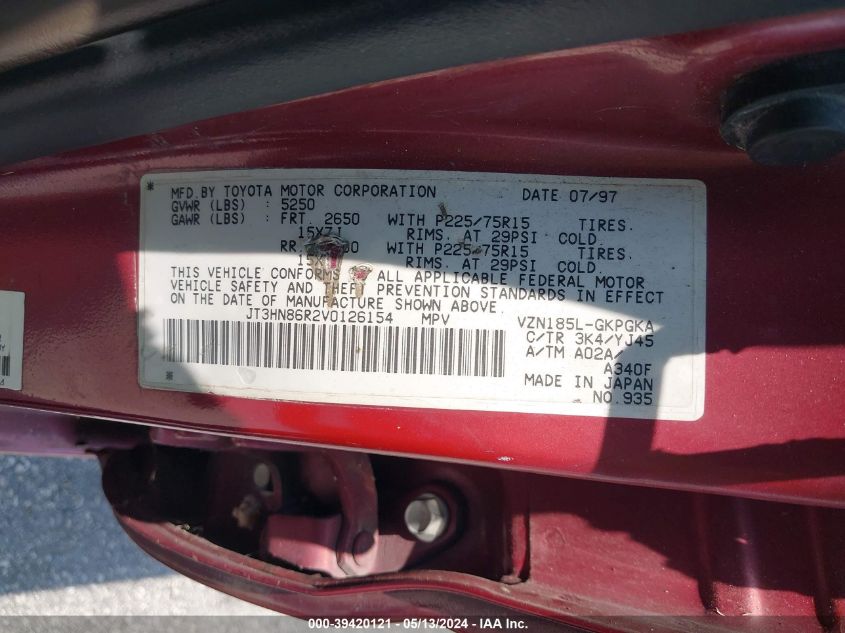 MFD.BY TOYOTA MOTOR CORPORATION DATE 07/97
GVWR (LBS) : 5250
GAWR (LBS) : FRT. 2650 WITH P225/75R15 TIRES.
15X7J RIMS. AT 29PSI COLD.
RR. WITH P225/75R15 TIRES.
RIMS. AT 29PSI COLD.
THIS VEHICLE CONFORMS ALL APPLICABLE FEDERAL MOTOR
VEHICLE SAFETY AND THEFT PREVENTION STANDARDS IN EFFECT
ON THE DATE OF MANUFACTURE SHOWN ABOVE.
JT3HN86R2V0126154 MPV VZN185L-GKPGKA
C/TR 3K4/YJ45
A/TM A02A/
A340F
MADE IN JAPAN
NO.935
000-39420121 - 05/13/2024 - IAA Inc.